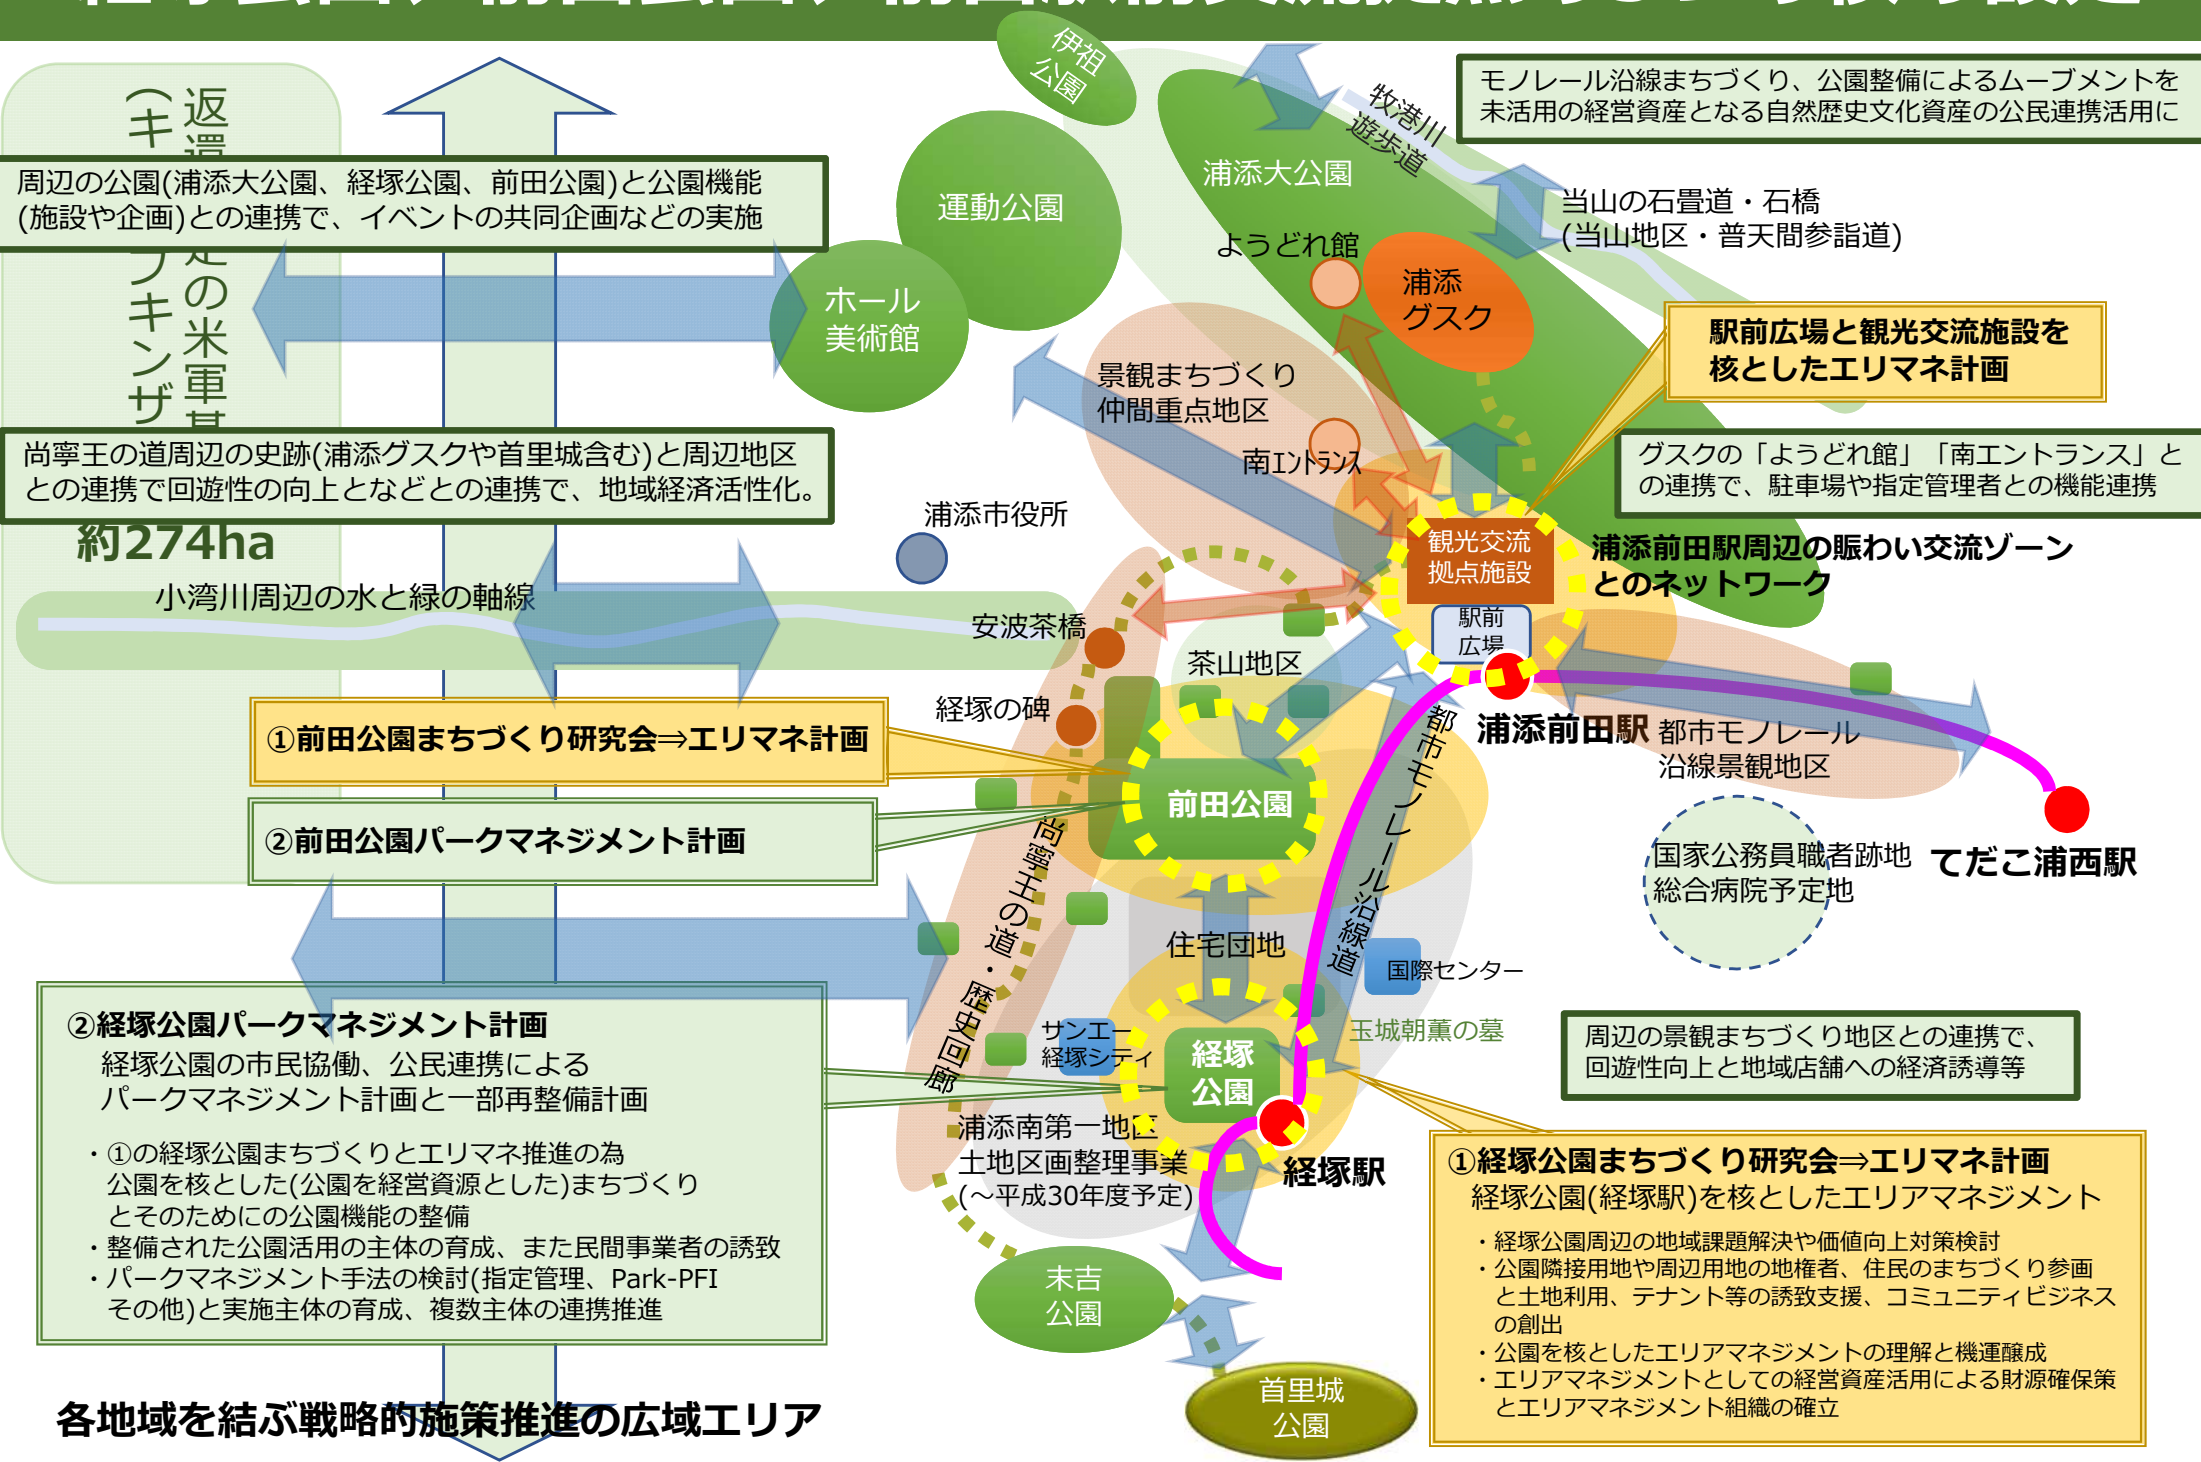 伊祖
公園
モノレール沿線まちづくり、公園整備によるムーブメントを
未活用の経営資産となる自然歴史文化資産の公民連携活用に
牧港川
遊歩道
周辺の公園(浦添大公園、経塚公園、前田公園)と公園機能
(施設や企画)との連携で、イベントの共同企画などの実施
運動公園
浦添大公園
当山の石畳道・石橋
(当山地区・普天間参詣道)
ようどれ館
浦添
グスク
ホール
美術館
駅前広場と観光交流施設を
核としたエリマネ計画
景観まちづくり
仲間重点地区
南エントランス
尚寧王の道周辺の史跡(浦添グスクや首里城含む)と周辺地区
との連携で回遊性の向上となどとの連携で、地域経済活性化。
グスクの「ようどれ館」「南エントランス」と
の連携で、駐車場や指定管理者との機能連携
約274ha
浦添市役所
観光交流
拠点施設
浦添前田駅周辺の賑わい交流ゾーン
とのネットワーク
小湾川周辺の水と緑の軸線
駅前
広場
安波茶橋
茶山地区
経塚の碑
①前田公園まちづくり研究会⇒エリマネ計画
浦添前田駅
都市モノレール
沿線景観地区
都市モノレール沿線道
②前田公園パークマネジメント計画
前田公園
尚寧王の道・歴史回廊
国家公務員職者跡地
総合病院予定地
てだこ浦西駅
住宅団地
国際センター
②経塚公園パークマネジメント計画
経塚公園の市民協働、公民連携による
パークマネジメント計画と一部再整備計画
・①の経塚公園まちづくりとエリマネ推進の為
公園を核とした(公園を経営資源とした)まちづくり
とそのためにの公園機能の整備
・整備された公園活用の主体の育成、また民間事業者の誘致
・パークマネジメント手法の検討(指定管理、Park-PFI
その他)と実施主体の育成、複数主体の連携推進
サンエー
経塚シティ
経塚
公園
玉城朝薫の墓
周辺の景観まちづくり地区との連携で、
回遊性向上と地域店舗への経済誘導等
浦添南第一地区
土地区画整理事業
(～平成30年度予定)
経塚駅
①経塚公園まちづくり研究会⇒エリマネ計画
経塚公園(経塚駅)を核としたエリアマネジメント
・経塚公園周辺の地域課題解決や価値向上対策検討
・公園隣接用地や周辺用地の地権者、住民のまちづくり参画
と土地利用、テナント等の誘致支援、コミュニティビジネス
の創出
・公園を核としたエリアマネジメントの理解と機運醸成
・エリアマネジメントとしての経営資産活用による財源確保策
とエリアマネジメント組織の確立
末吉
公園
首里城
公園
各地域を結ぶ戦略的施策推進の広域エリア